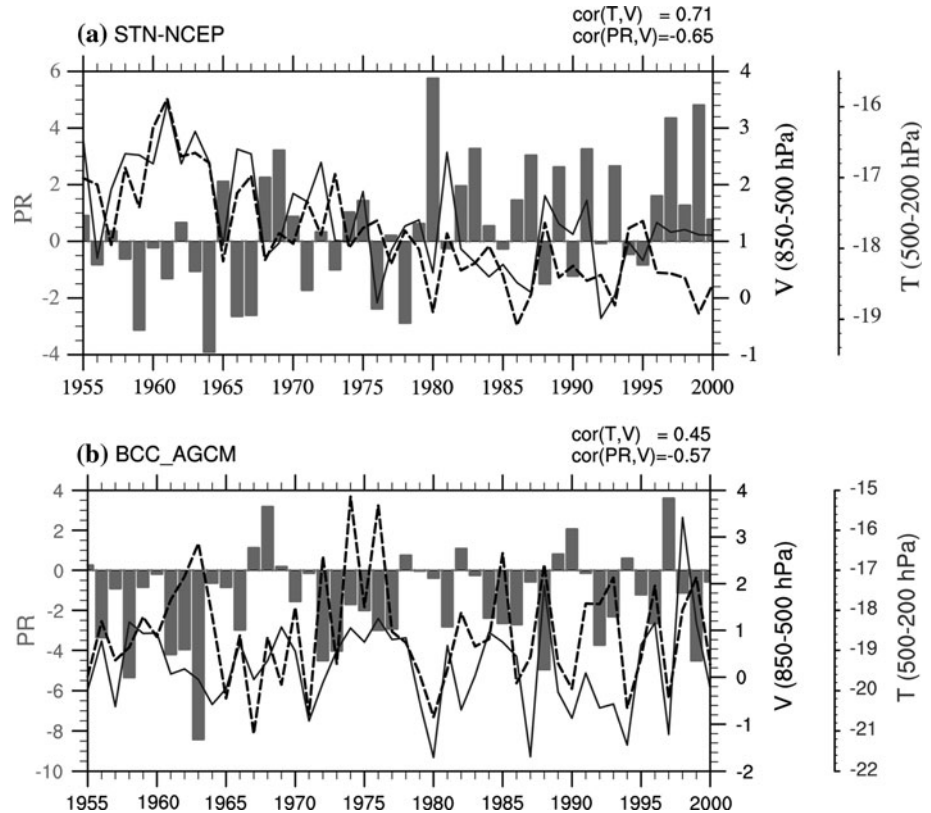 (a) STN-NCEP
cor(T,V) = 0.71
cor(PR,V)=-0.65
6
4
2
0
-2
-4
PR
4
3
2
1
0
-1
V (850-500 hPa)
-16
-17
-18
-19
T (500-200 hPa)
1955 1960 1965 1970 1975 1980 1985 1990 1995 2000
(b) BCC_AGCM
cor(T,V) = 0.45
cor(PR,V)=-0.57
4
2
0
-2
-4
-6
-8
-10
PR
4
3
2
1
0
-1
-2
V (850-500 hPa)
-15
-16
-17
-18
-19
-20
-21
-22
T (500-200 hPa)
1955 1960 1965 1970 1975 1980 1985 1990 1995 2000